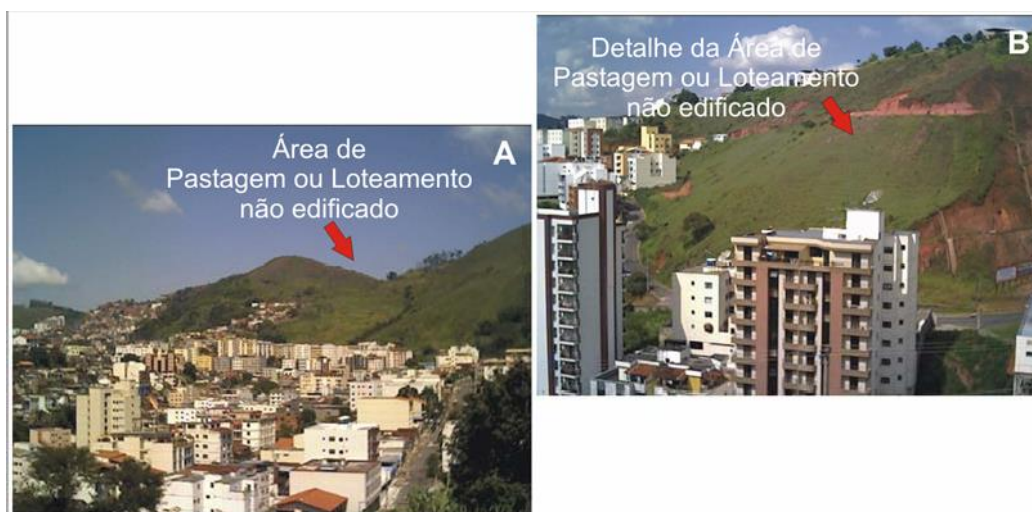 A
Área de
Pastagem ou Loteamento
não edificado
B
Detalhe da Área de
Pastagem ou Loteamento
não edificado